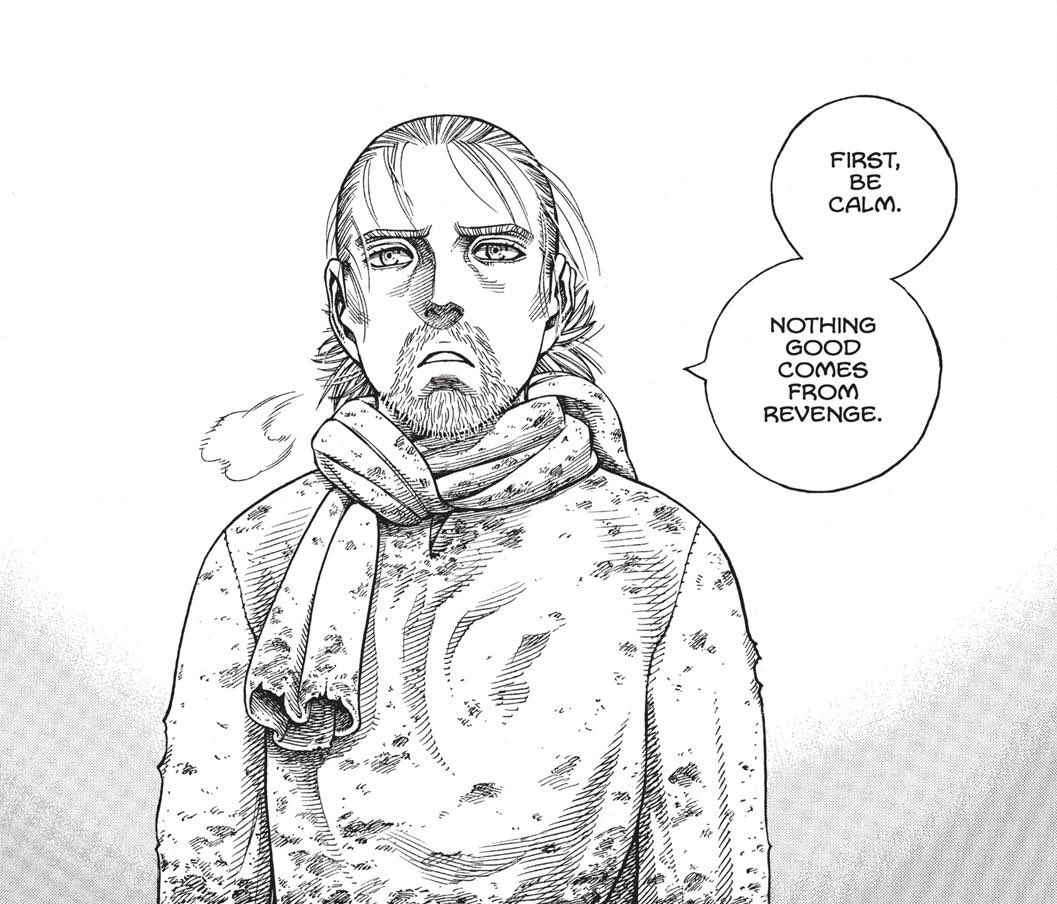 FIRST,
BE
CALM.
NOTHING
GOOD
COMES
FROM
REVENGE.